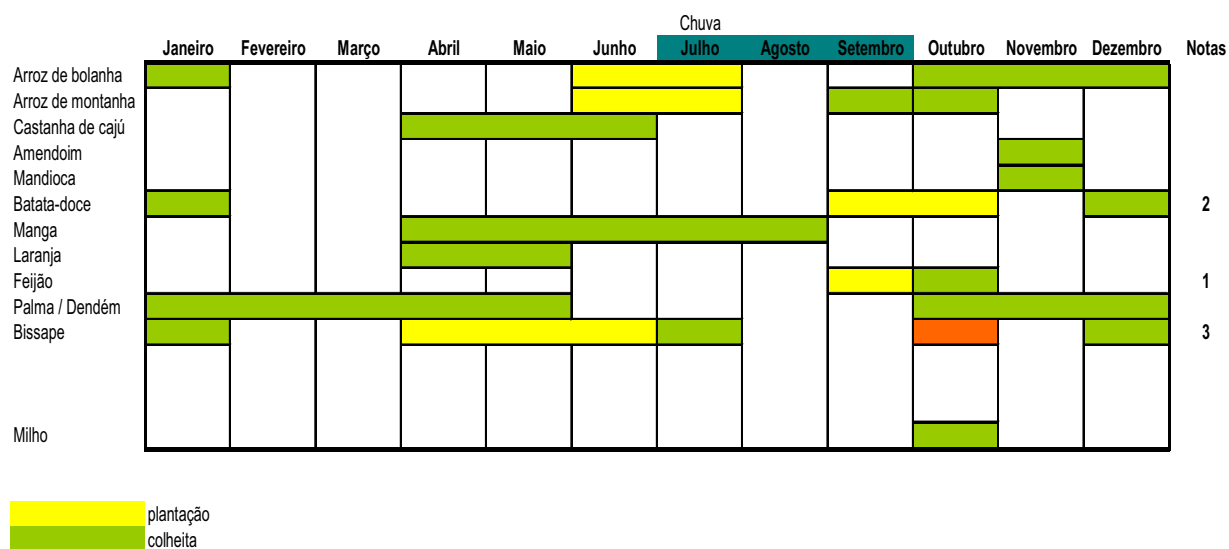 Chuva
Janeiro Fevereiro Março Abril Maio Junho Julho Agosto Setembro Outubro Novembro Dezembro Notas
Arroz de bolanha
Arroz de montanha
Castanha de cajú
Amendoim
Mandioca
Batata-doce 2
Manga
Laranja
Feijão 1
Palma / Dendém
Bissape 3
Milho
plantação
colheita